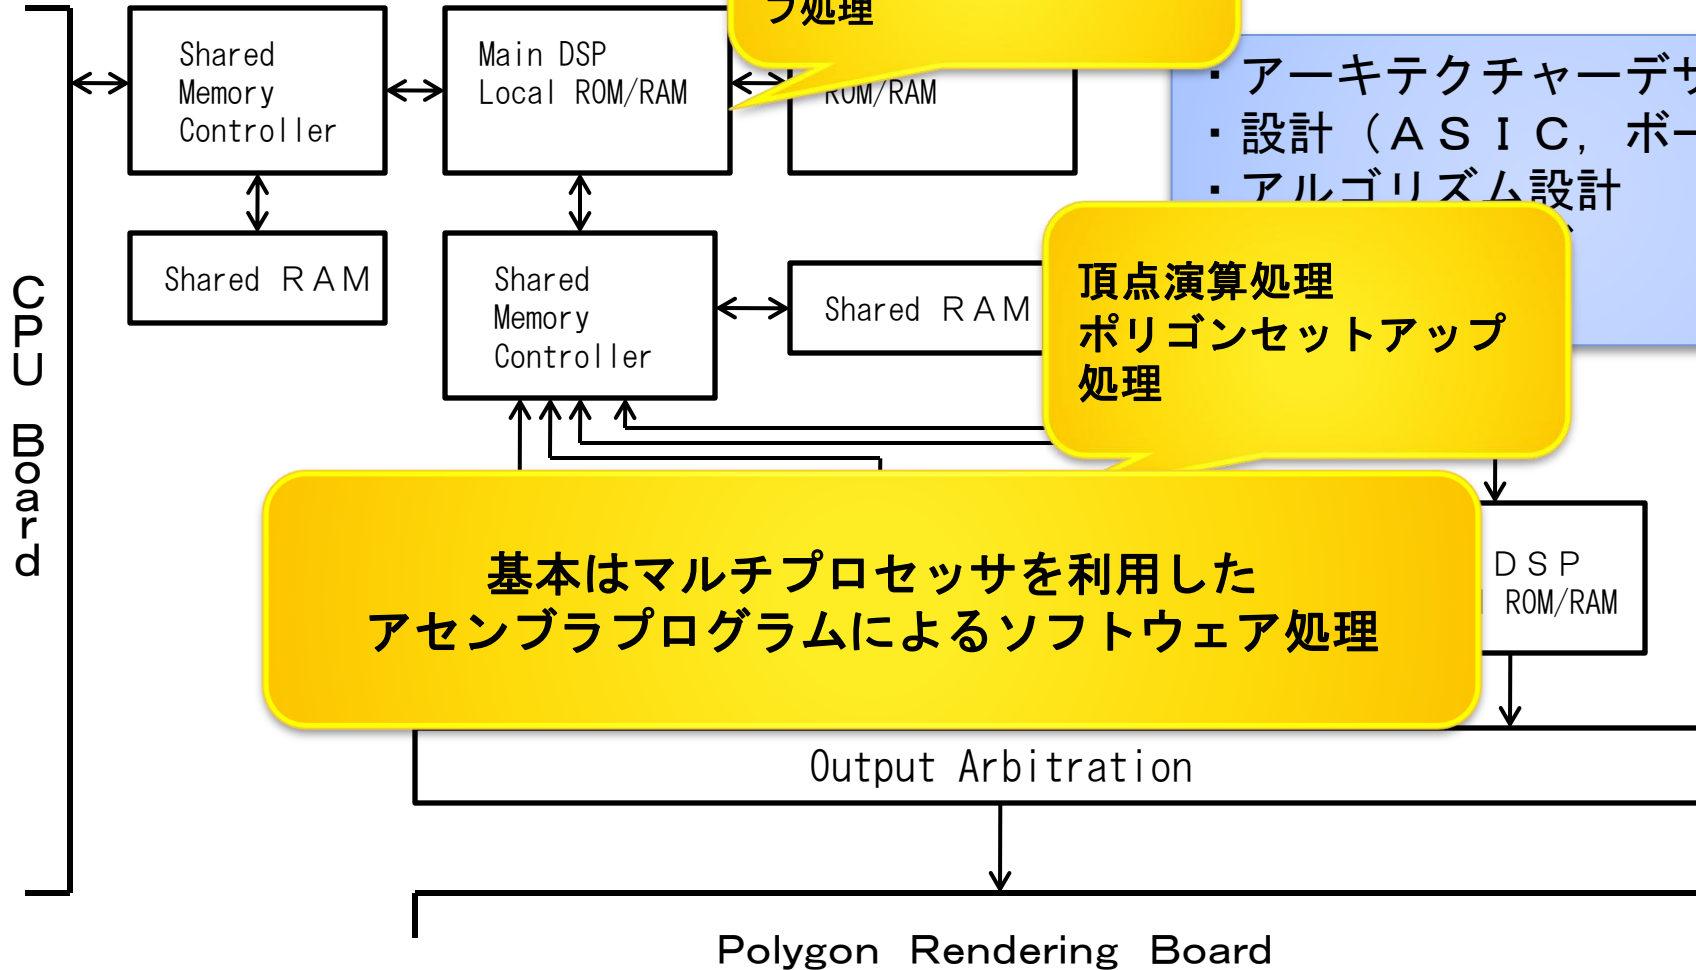 フ処理
Shared
Memory
Controller
Main DSP
Local ROM/RAM
ROM/RAM
・アーキテクチャーデサ
・設計（ＡＳＩＣ，ボー
・アルゴリズム設計
Shared ＲＡＭ
Shared
Memory
Controller
Shared ＲＡＭ
頂点演算処理
ポリゴンセットアップ
処理
CPU Board
基本はマルチプロセッサを利用した
アセンブラプログラムによるソフトウェア処理
ＤＳＰ
ROM/RAM
Output Arbitration
Polygon Rendering Board